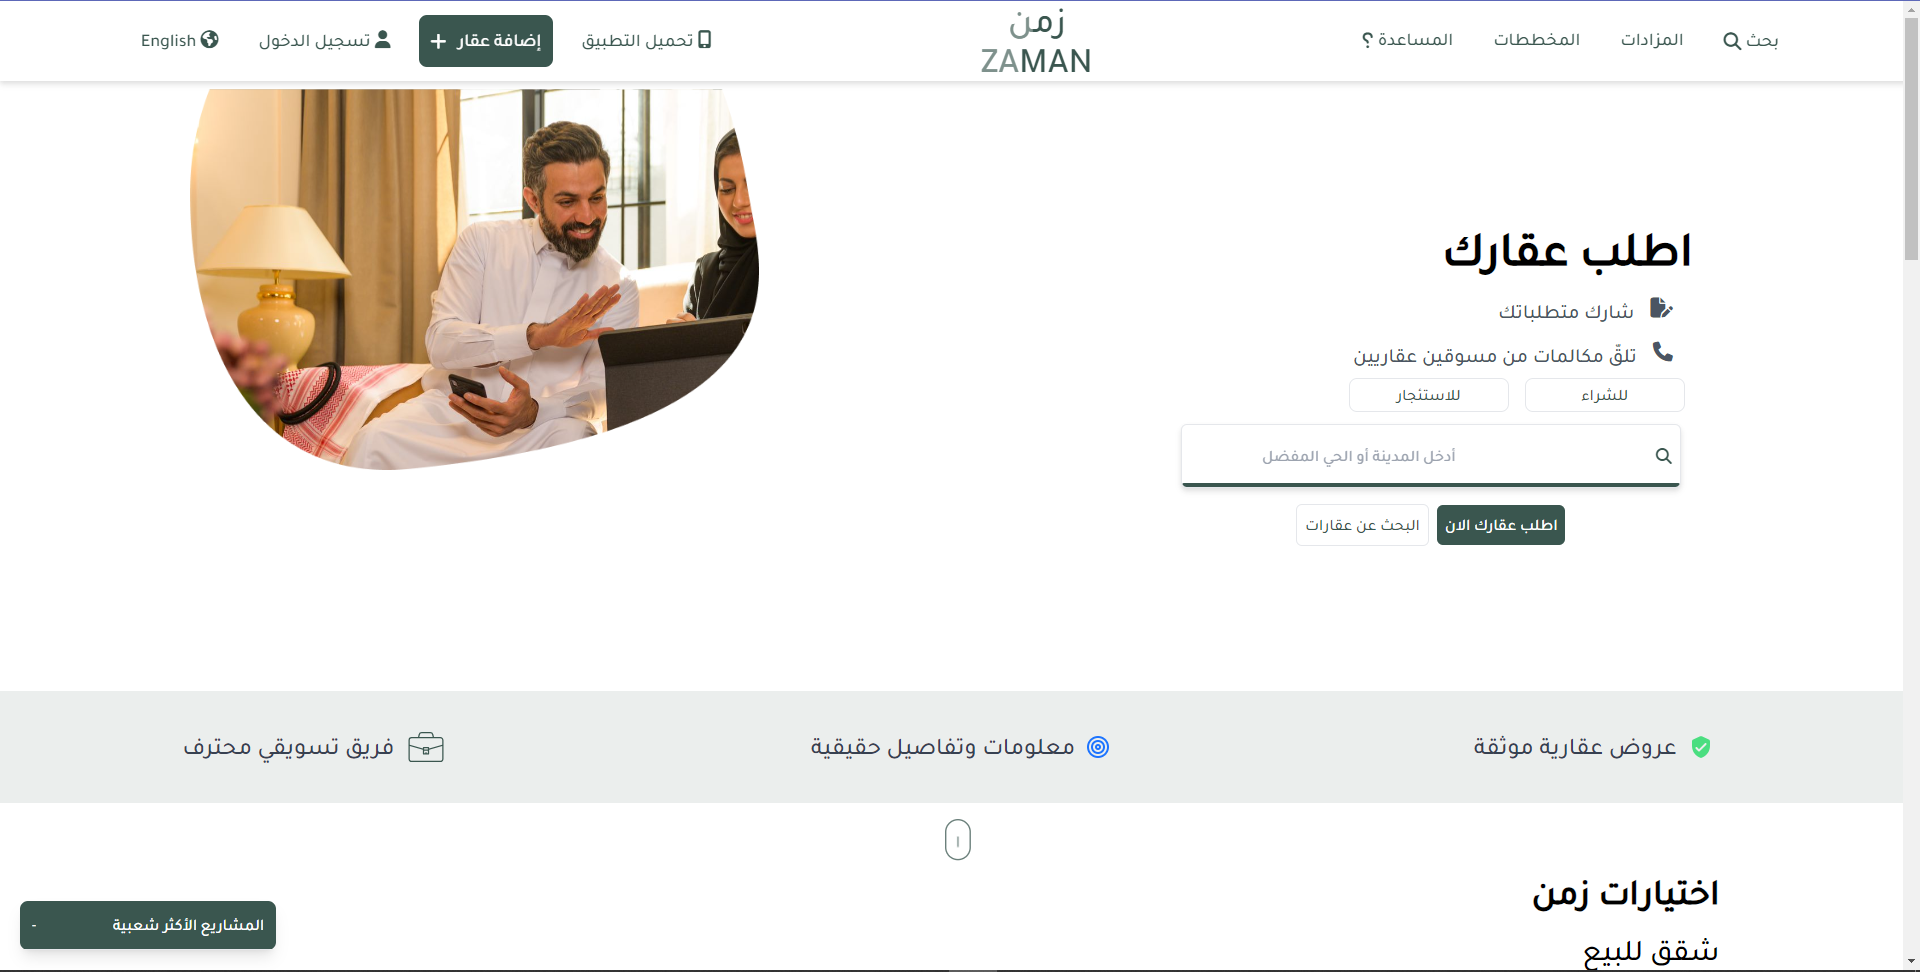 بحث
المزادات
المخططات
المساعدة ؟
زمن
ZAMAN
تحميل التطبيق
إضافة عقار +
تسجيل الدخول
English
اطلب عقارك
شارك متطلباتك
تلقّ مكالمات من مسوقين عقاريين
للشراء
للاستئجار
أدخل المدينة أو الحي المفضل
اطلب عقارك الان
البحث عن عقارات
عروض عقارية موثقة
معلومات وتفاصيل حقيقية
فريق تسويقي محترف
اختيارات زمن
شقق للبيع
المشاريع الأكثر شعبية -